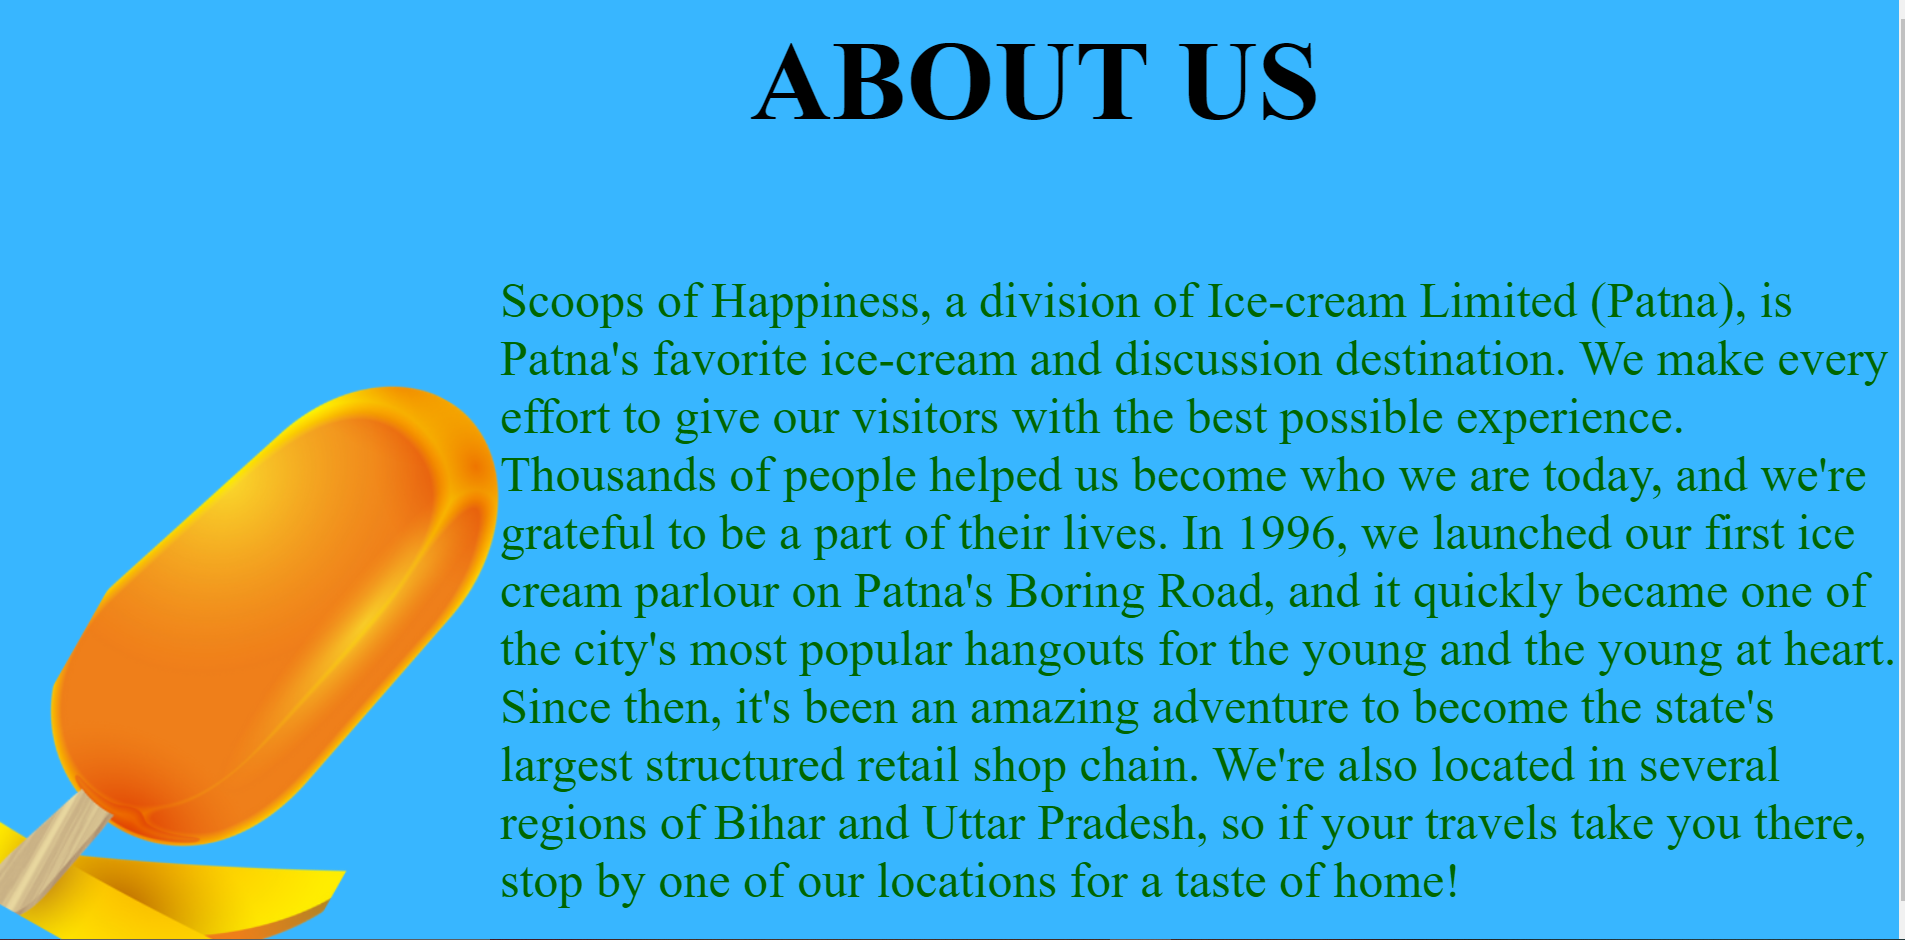 ABOUT US
Scoops of Happiness, a division of Ice-cream Limited (Patna), is
Patna's favorite ice-cream and discussion destination. We make every
effort to give our visitors with the best possible experience.
Thousands of people helped us become who we are today, and we're
grateful to be a part of their lives. In 1996, we launched our first ice
cream parlour on Patna's Boring Road, and it quickly became one of
the city's most popular hangouts for the young and the young at heart.
Since then, it's been an amazing adventure to become the state's
largest structured retail shop chain. We're also located in several
regions of Bihar and Uttar Pradesh, so if your travels take you there,
stop by one of our locations for a taste of home!